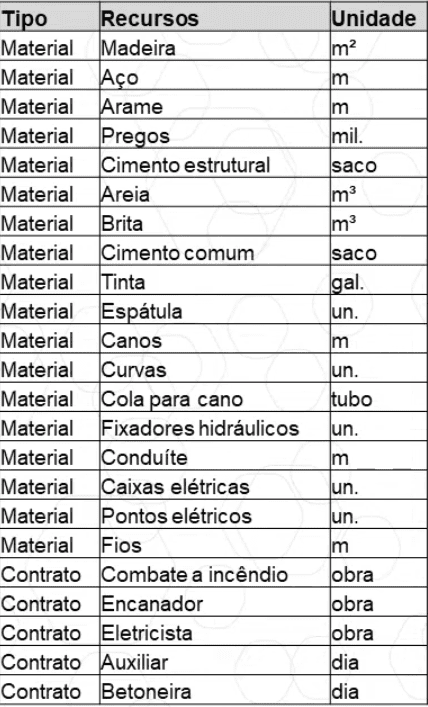 Tipo Recursos Unidade
Material Madeira m²
Material Aço m
Material Arame m
Material Pregos mil.
Material Cimento estrutural saco
Material Areia m³
Material Brita m³
Material Cimento comum saco
Material Tinta gal.
Material Espátula un.
Material Canos m
Material Curvas un.
Material Cola para cano tubo
Material Fixadores hidráulicos un.
Material Conduíte m
Material Caixas elétricas un.
Material Pontos elétricos un.
Material Fios m
Contrato Combate a incêndio obra
Contrato Encanador obra
Contrato Eletricista obra
Contrato Auxiliar dia
Contrato Betoneira dia